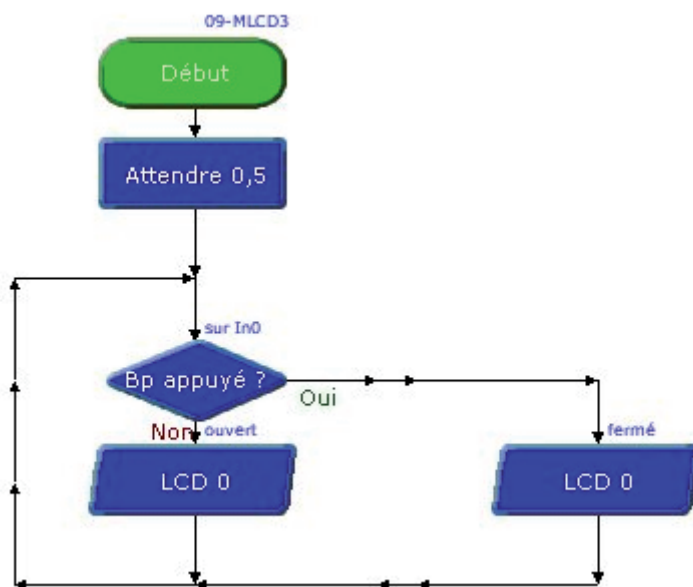 09-MLCD3
Début
Attendre 0,5
sur In0
Bp appuyé ?
Oui
Non
ouvert
fermé
LCD 0
LCD 0